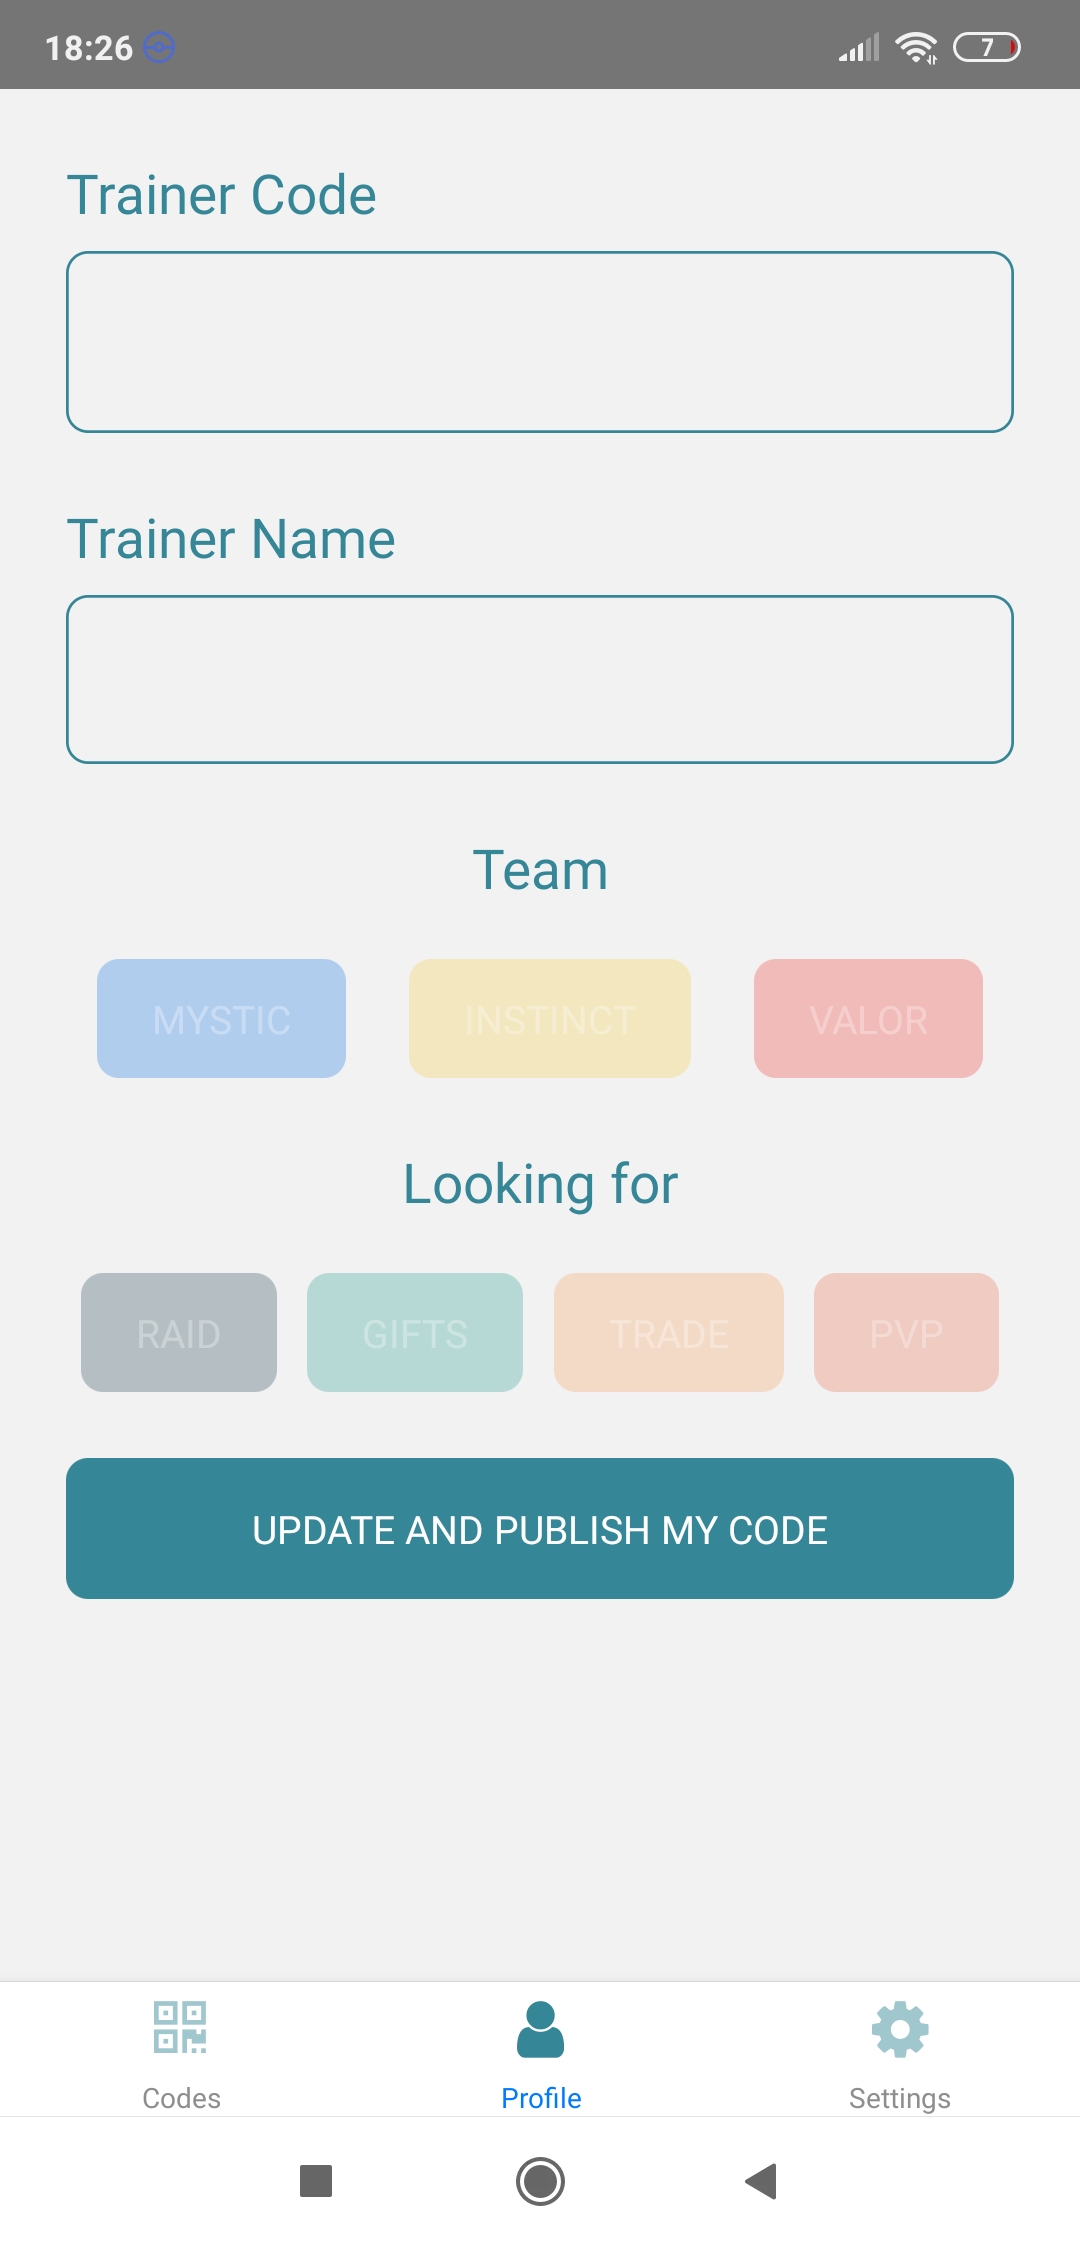 18:26
7
Trainer Code
Trainer Name
Team
MYSTIC INSTINCT VALOR
Looking for
RAID GIFTS TRADE PVP
UPDATE AND PUBLISH MY CODE
Codes Profile Settings